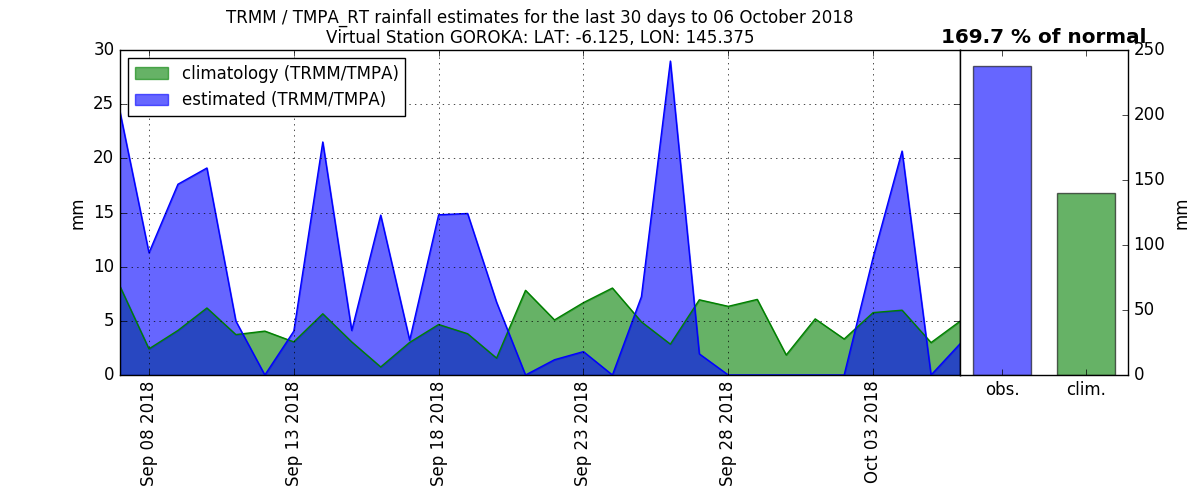 TRMM / TMPA_RT rainfall estimates for the last 30 days to 06 October 2018
Virtual Station GOROKA: LAT: -6.125, LON: 145.375
169.7 % of normal
climatology (TRMM/TMPA)
estimated (TRMM/TMPA)
30
25
20
15
10
5
0
mm
Sep 08 2018
Sep 13 2018
Sep 18 2018
Sep 23 2018
Sep 28 2018
Oct 03 2018
obs.
clim.
250
200
150
100
50
0
mm